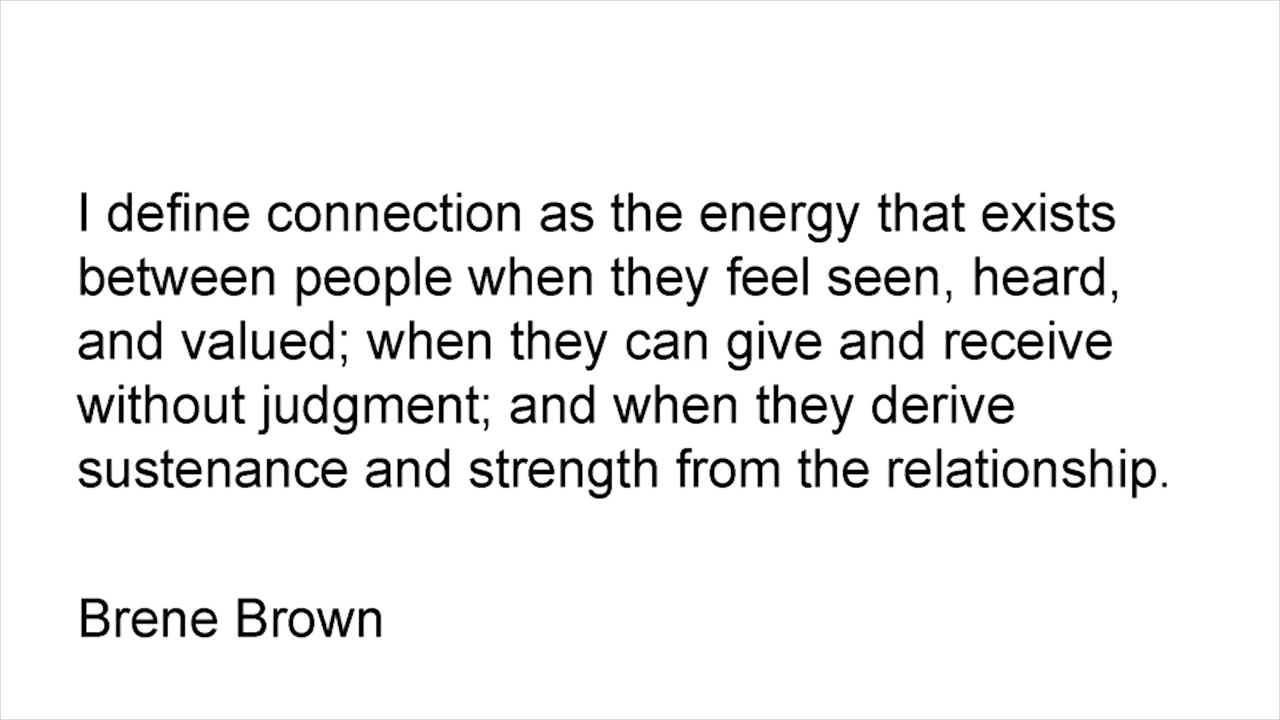 I define connection as the energy that exists
between people when they feel seen, heard,
and valued; when they can give and receive
without judgment; and when they derive
sustenance and strength from the relationship.
Brene Brown